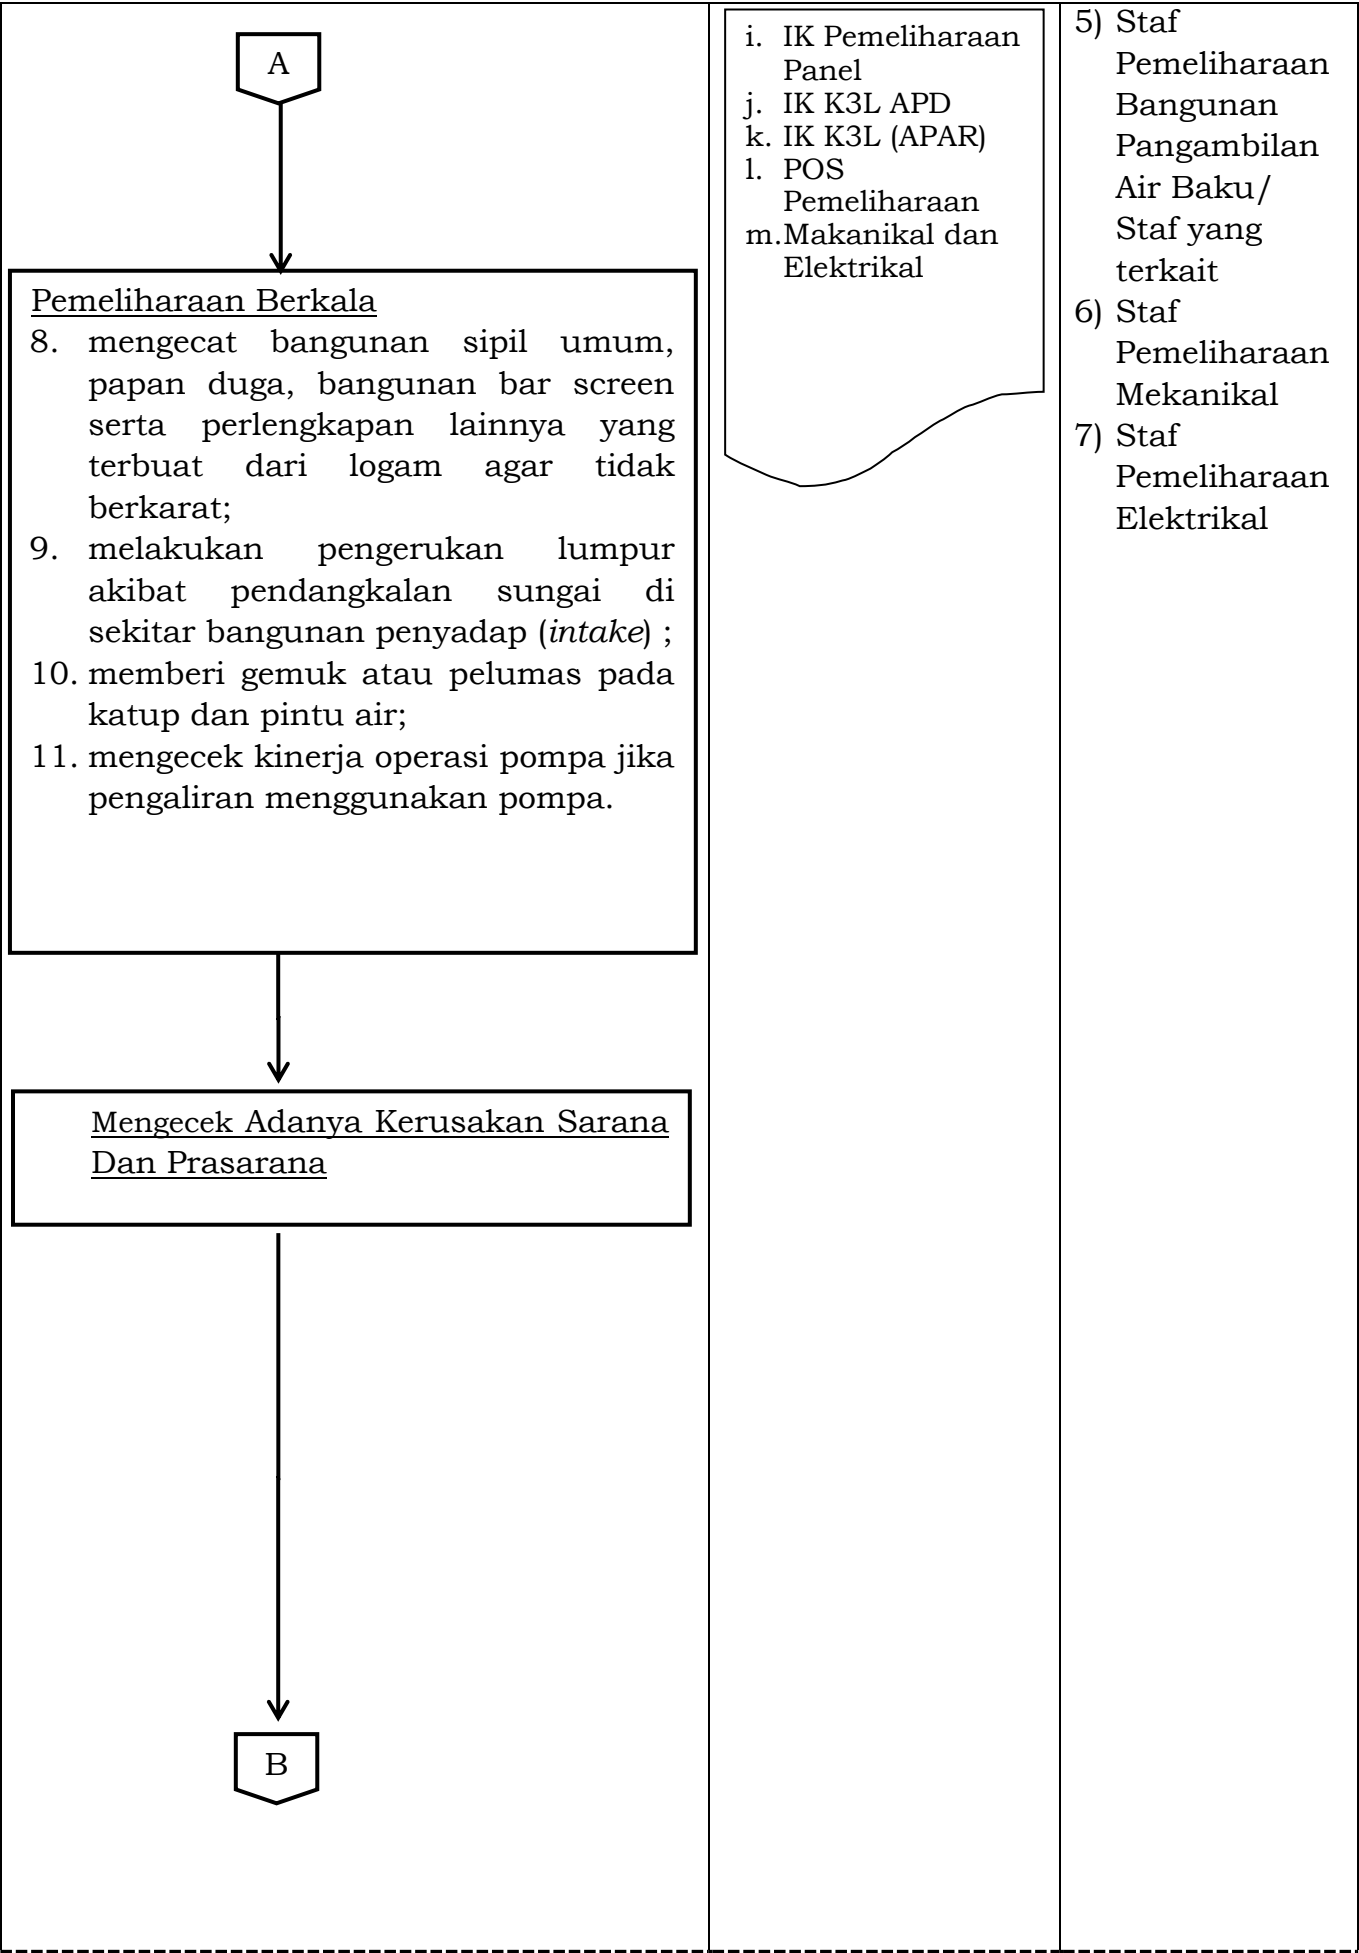 A
Pemeliharaan Berkala
8. mengecat bangunan sipil umum,
papan duga, bangunan bar screen
serta perlengkapan lainnya yang
terbuat dari logam agar tidak
berkarat;
9. melakukan pengerukan lumpur
akibat pendangkalan sungai di
sekitar bangunan penyadap (intake) ;
10. memberi gemuk atau pelumas pada
katup dan pintu air;
11. mengecek kinerja operasi pompa jika
pengaliran menggunakan pompa.
Mengecek Adanya Kerusakan Sarana
Dan Prasarana
B
i. IK Pemeliharaan
Panel
j. IK K3L APD
k. IK K3L (APAR)
l. POS
Pemeliharaan
m.Makanikal dan
Elektrikal
5) Staf
Pemeliharaan
Bangunan
Pangambilan
Air Baku/
Staf yang
terkait
6) Staf
Pemeliharaan
Mekanikal
7) Staf
Pemeliharaan
Elektrikal